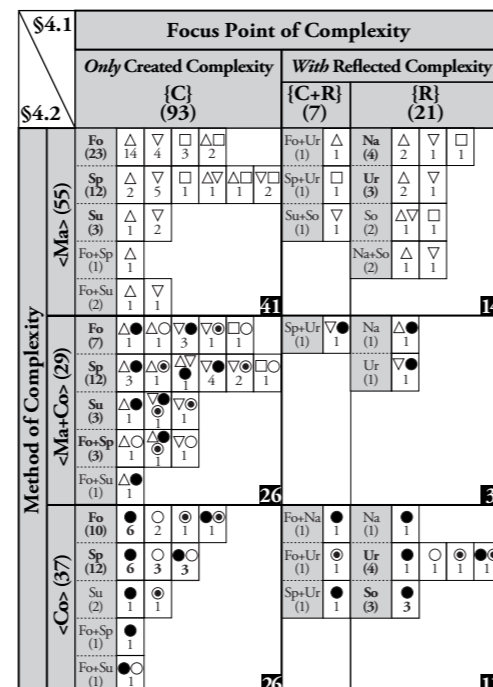 §4.1
§4.2
Focus Point of Complexity
Only Created Complexity
With Reflected Complexity
{C}
(93)
{C+R}
(7)
{R}
(21)
Method of Complexity
<Ma> (55)
Fo △ ▽ □ △□
(23) 14 4 3 2
Sp △ ▽ □ △▽ △□ ▽□
(12) 2 5 1 1 1 2
Su △ ▽
(3) 1 2
Fo+Sp △
(1) 1
Fo+Su △ ▽
(2) 1 1
41
Fo+Ur △
(1) 1
Sp+Ur □
(1) 1
Su+So ▽
(1) 1
Na △ ▽ □
(4) 2 1 1
Ur △ ▽
(3) 2 1
So △▽ □
(2) 1 1
Na+So △ ▽
(2) 1 1
14
<Ma+Co> (29)
Fo △● △○ ▽● ▽◉ □○
(7) 1 1 3 1 1
Sp △● △◉ △▽● ▽● ▽◉ □○
(12) 3 1 1 4 2 1
Su △● ▽●◉ ▽◉
(3) 1 1 1
Fo+Sp △○ △●◉ ▽○
(3) 1 1 1
Fo+Su △●
(1) 1
26
Sp+Ur ▽●
(1) 1
Na △●
(1) 1
Ur ▽●
(1) 1
3
<Co> (37)
Fo ● ○ ◉ ●◉
(10) 6 2 1 1
Sp ● ○ ●○
(12) 6 3 3
Su ● ◉
(2) 1 1
Fo+Sp ●
(1) 1
Fo+Su ●○
(1) 1
26
Fo+Na ●
(1) 1
Fo+Ur ◉
(1) 1
Sp+Ur ●
(1) 1
Na ●
(1) 1
Ur ● ○ ◉ ●
(4) 1 1 1 1
So ●
(3) 3